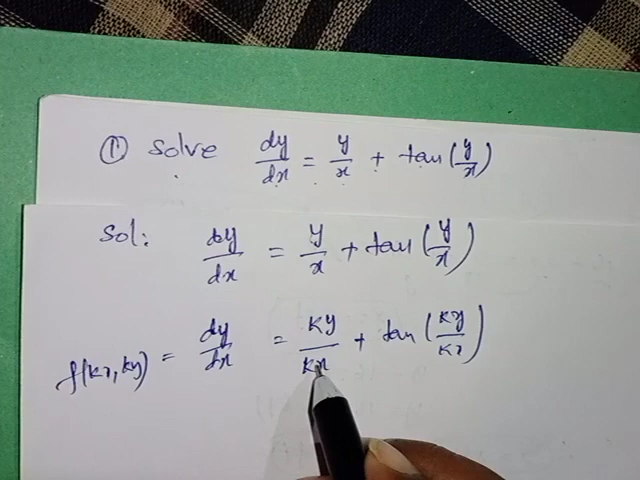 ① Solve dy/dx = y/x + tan(y/x)
Sol: dy/dx = y/x + tan(y/x)
f(kx, ky) = dy/dx = ky/kx + tan(ky/kx)